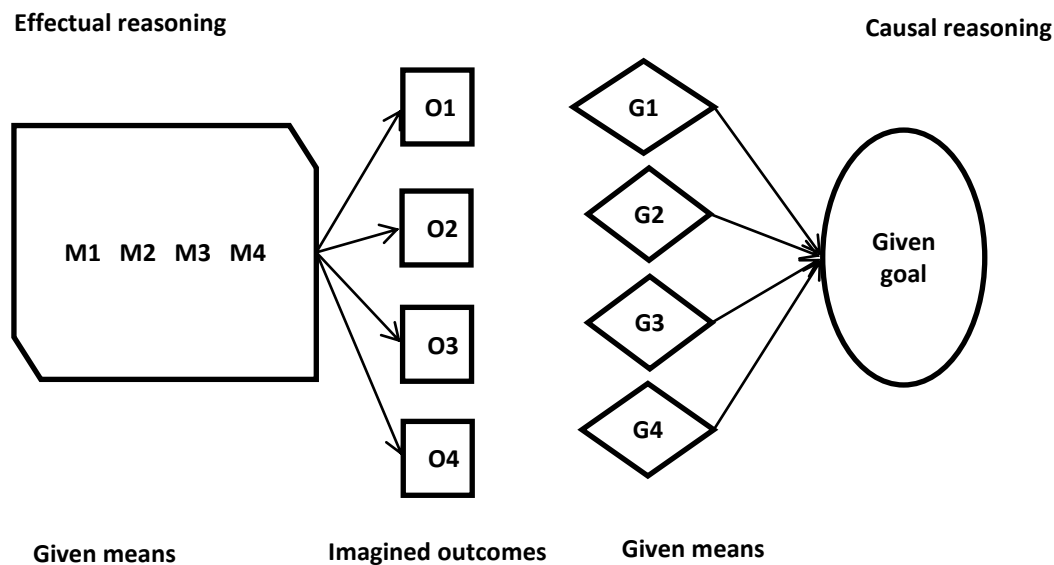 Effectual reasoning
Causal reasoning
O1
G1
O2
G2
M1 M2 M3 M4
Given
goal
O3
G3
O4
G4
Given means
Imagined outcomes
Given means